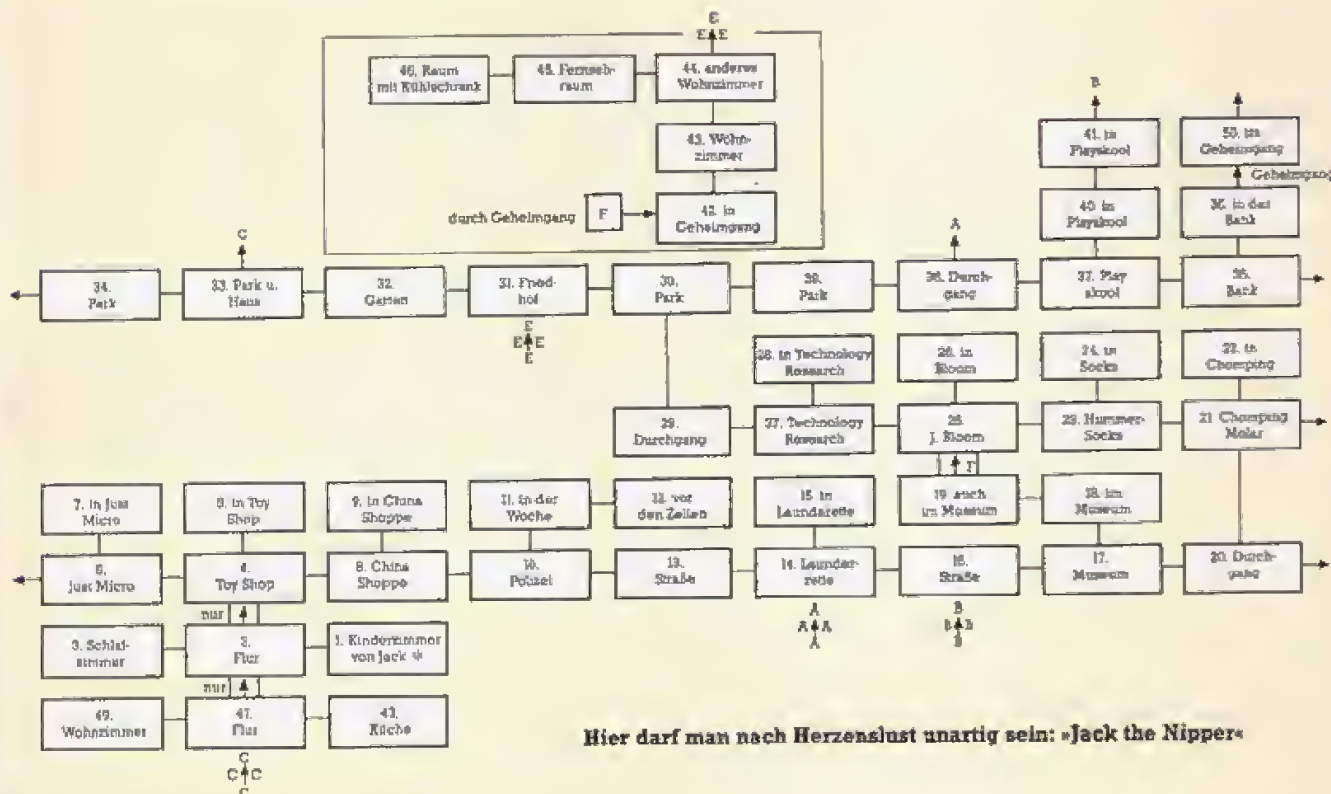 E
E E
46. Raum
mit Kühlschrank
45. Fernseh-
raum
44. anderes
Wohnzimmer
43. Wohn-
zimmer
durch Geheimgang
F
42. in
Geheimgang
B
41. in
Playskool
50. im
Geheimgang
Geheimgang
40. in
Playskool
36. in der
Bank
C
A
34.
Park
33. Park u.
Haus
32.
Garten
31. Fried-
hof
30.
Park
39.
Park
38. Durch-
gang
37. Play
skool
35.
Bank
E
E E
E
28. in Technology
Research
26. in
Bloom
24. in
Socks
22. in
Chomping
29.
Durchgang
27. Technology
Research
25.
J. Bloom
23. Hummer-
Socks
21. Chomping
Molar
F
7. in Just
Micro
5. in Toy
Shop
9. in China
Shoppe
11. in der
Woche
12. vor
den Zellen
15. in
Launderette
19. auch
im Museum
18. im
Museum
6.
Just Micro
4.
Toy Shop
8. China
Shoppe
10.
Polizei
13.
Straße
14. Launder-
rette
16.
Straße
17.
Museum
20. Durch-
gang
nur
A
A A
A
B
B B
B
3. Schlaf-
zimmer
2.
Flur
1. Kinderzimmer
von Jack
nur
49.
Wohnzimmer
47.
Flur
Küche
C
C C
C
Hier darf man nach Herzenslust unartig sein: »Jack the Nipper«